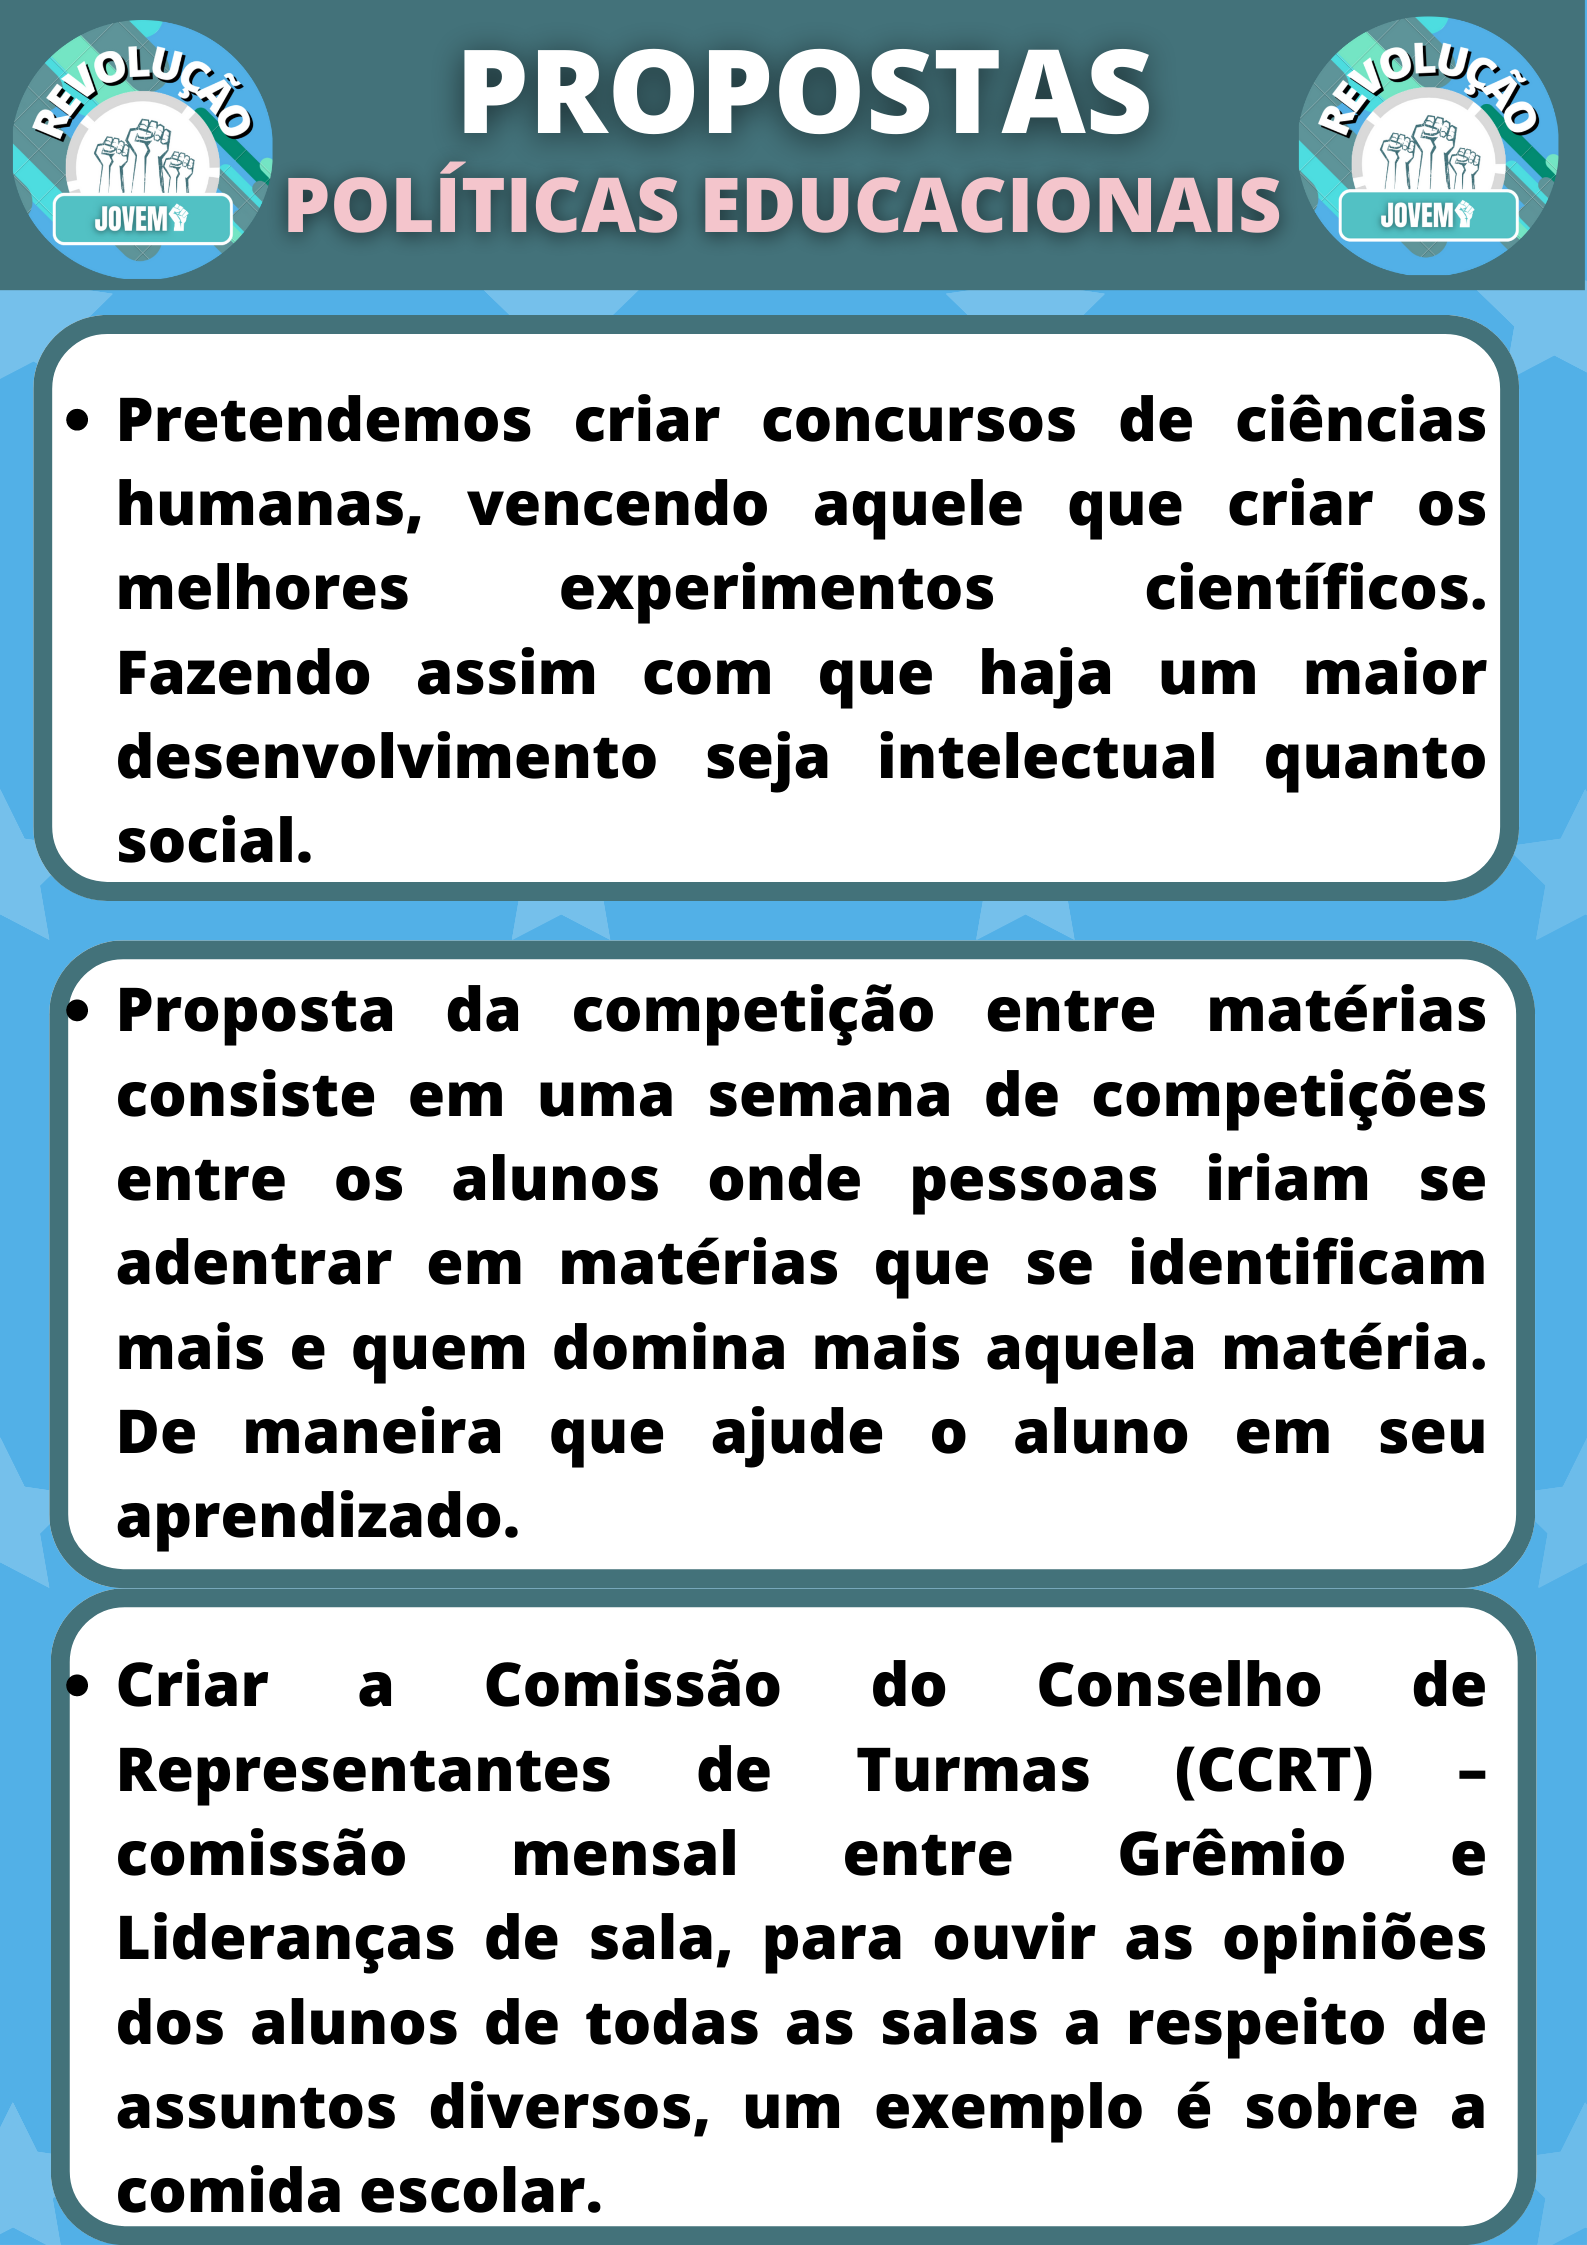 REVOLUÇÃO
JOVEM
PROPOSTAS
POLÍTICAS EDUCACIONAIS
REVOLUÇÃO
JOVEM
• Pretendemos criar concursos de ciências
humanas, vencendo aquele que criar os
melhores experimentos científicos.
Fazendo assim com que haja um maior
desenvolvimento seja intelectual quanto
social.
• Proposta da competição entre matérias
consiste em uma semana de competições
entre os alunos onde pessoas iriam se
adentrar em matérias que se identificam
mais e quem domina mais aquela matéria.
De maneira que ajude o aluno em seu
aprendizado.
• Criar a Comissão do Conselho de
Representantes de Turmas (CCRT) –
comissão mensal entre Grêmio e
Lideranças de sala, para ouvir as opiniões
dos alunos de todas as salas a respeito de
assuntos diversos, um exemplo é sobre a
comida escolar.